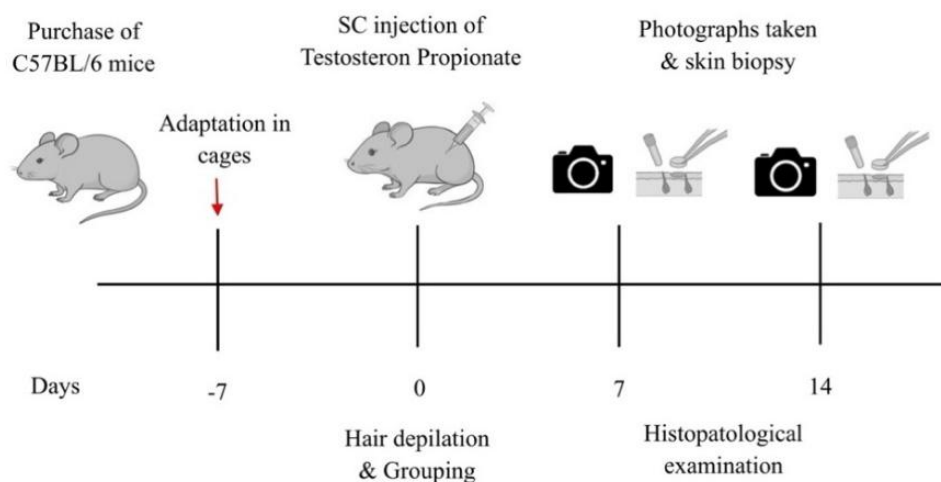 Purchase of
C57BL/6 mice
SC injection of
Testosteron Propionate
Photographs taken
& skin biopsy
Adaptation in
cages
Days
-7
0
7
14
Hair depilation
& Grouping
Histopatological
examination